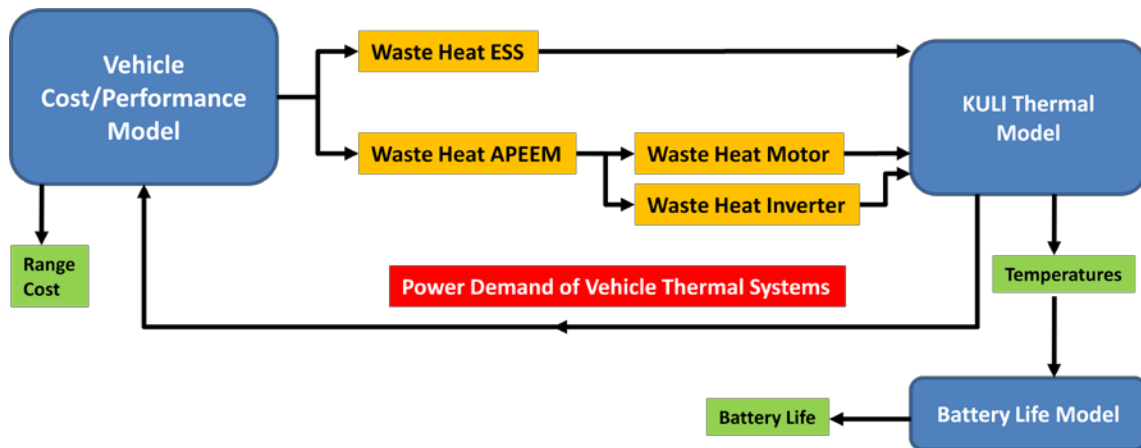 Vehicle
Cost/Performance
Model
Waste Heat ESS
Waste Heat APEEM
Waste Heat Motor
Waste Heat Inverter
KULI Thermal
Model
Range
Cost
Power Demand of Vehicle Thermal Systems
Temperatures
Battery Life
Battery Life Model